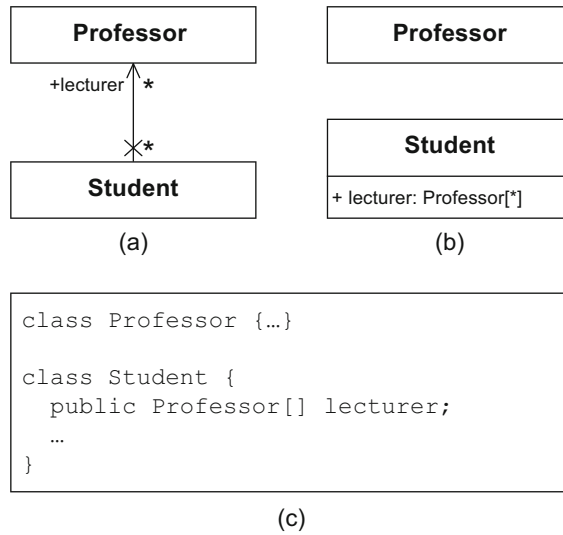 Professor
+lecturer *
*
Student
(a)
Professor
Student
+ lecturer: Professor[*]
(b)
class Professor {…}
class Student {
public Professor[] lecturer;
…
}
(c)